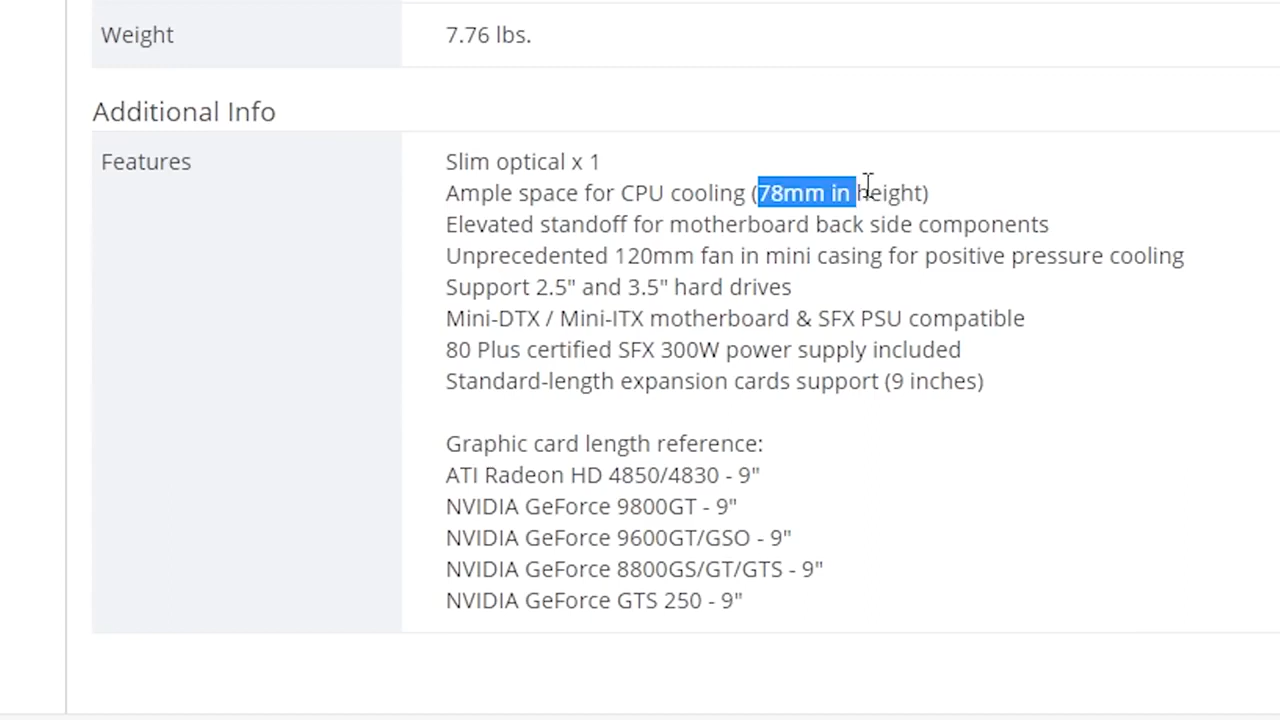 Weight 7.76 lbs.
Additional Info
Features Slim optical x 1
Ample space for CPU cooling (78mm in height)
Elevated standoff for motherboard back side components
Unprecedented 120mm fan in mini casing for positive pressure cooling
Support 2.5" and 3.5" hard drives
Mini-DTX / Mini-ITX motherboard & SFX PSU compatible
80 Plus certified SFX 300W power supply included
Standard-length expansion cards support (9 inches)
Graphic card length reference:
ATI Radeon HD 4850/4830 - 9"
NVIDIA GeForce 9800GT - 9"
NVIDIA GeForce 9600GT/GSO - 9"
NVIDIA GeForce 8800GS/GT/GTS - 9"
NVIDIA GeForce GTS 250 - 9"